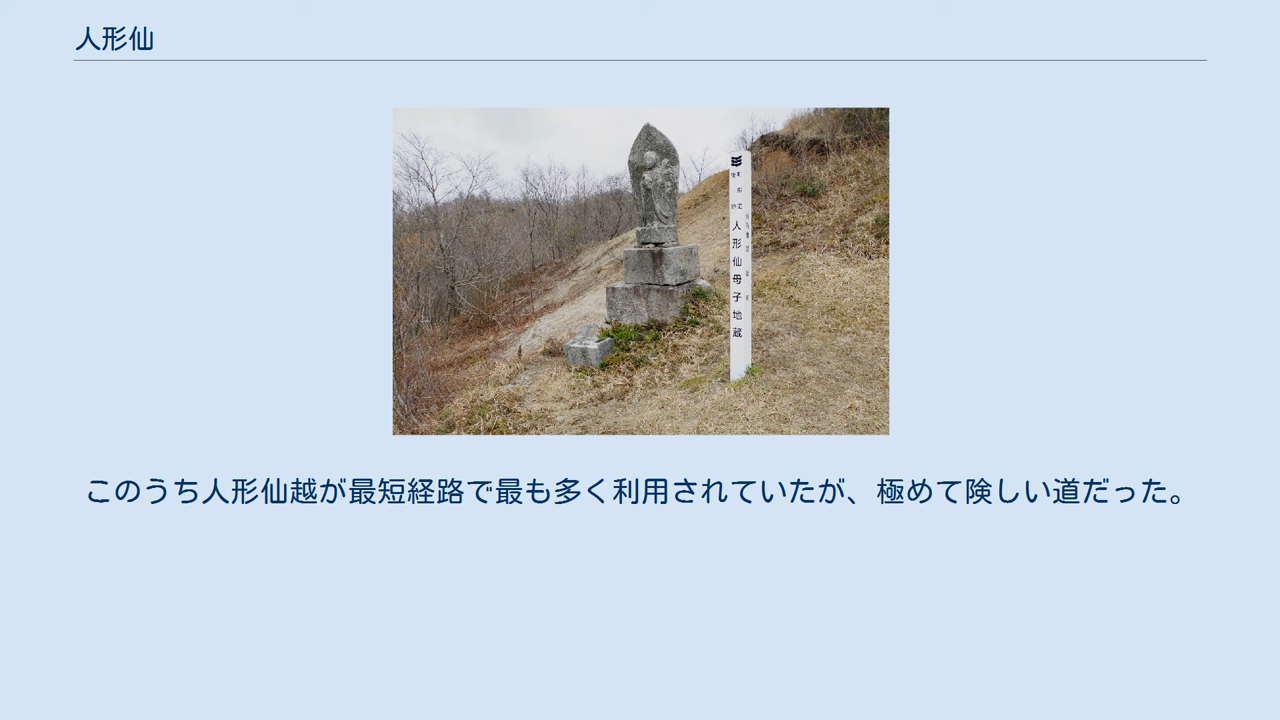 人形仙
人形仙母子地蔵
このうち人形仙越が最短経路で最も多く利用されていたが、極めて険しい道だった。